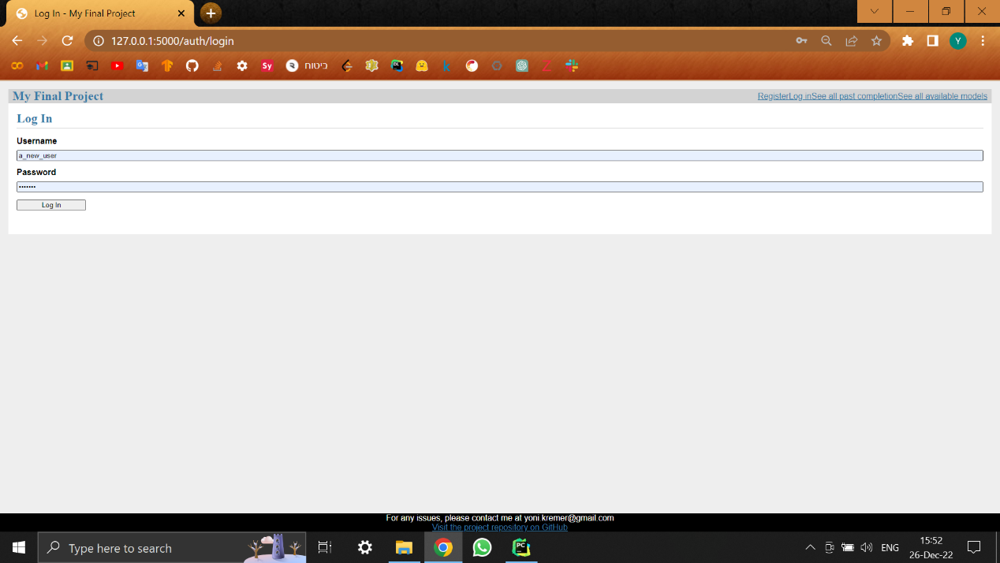 Log In - My Final Project
127.0.0.1:5000/auth/login
Y
Sy
ביטוח
My Final Project
RegisterLog inSee all past completionSee all available models
Log In
Username
a_new_user
Password
•••••••
Log In
For any issues, please contact me at yoni.kremer@gmail.com
Visit the project repository on GitHub
Type here to search
PC
ENG
15:52
26-Dec-22